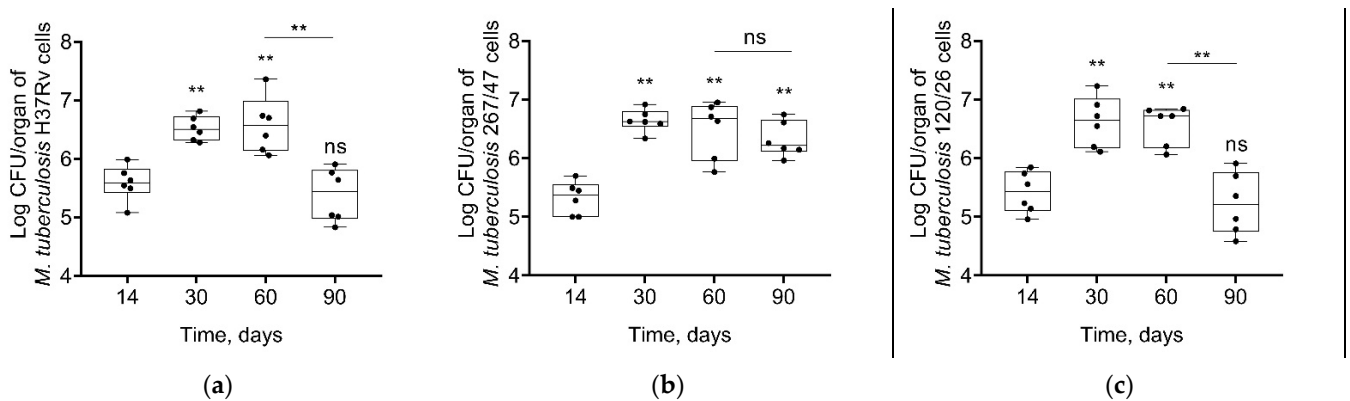 Log CFU/organ of
M. tuberculosis H37Rv cells
8
7
6
5
4
**
**
**
ns
14 30 60 90
Time, days
(a)
Log CFU/organ of
M. tuberculosis 267/47 cells
8
7
6
5
4
ns
**
**
**
14 30 60 90
Time, days
(b)
Log CFU/organ of
M. tuberculosis 120/26 cells
8
7
6
5
4
**
**
**
ns
14 30 60 90
Time, days
(c)